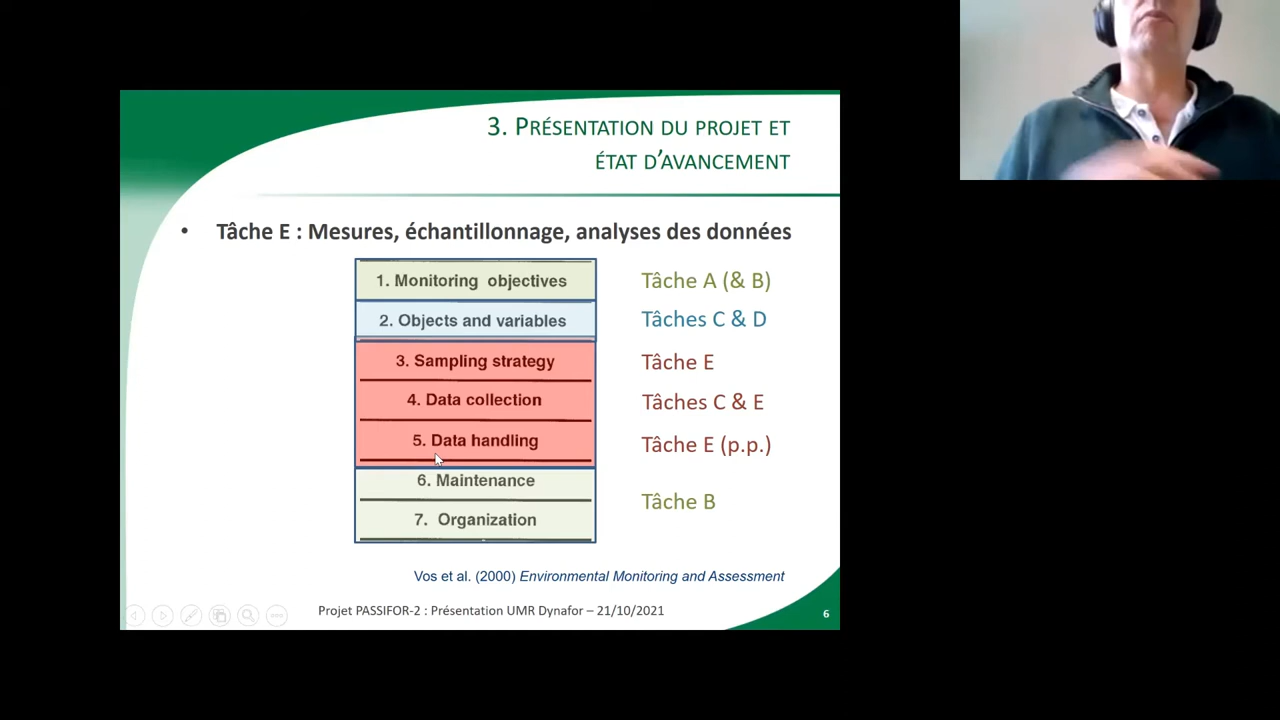 3. PRÉSENTATION DU PROJET ET
ÉTAT D'AVANCEMENT
• Tâche E : Mesures, échantillonnage, analyses des données
1. Monitoring objectives
Tâche A (& B)
2. Objects and variables
Tâches C & D
3. Sampling strategy
Tâche E
4. Data collection
Tâches C & E
5. Data handling
Tâche E (p.p.)
6. Maintenance
Tâche B
7. Organization
Vos et al. (2000) Environmental Monitoring and Assessment
Projet PASSIFOR-2 : Présentation UMR Dynafor – 21/10/2021
6